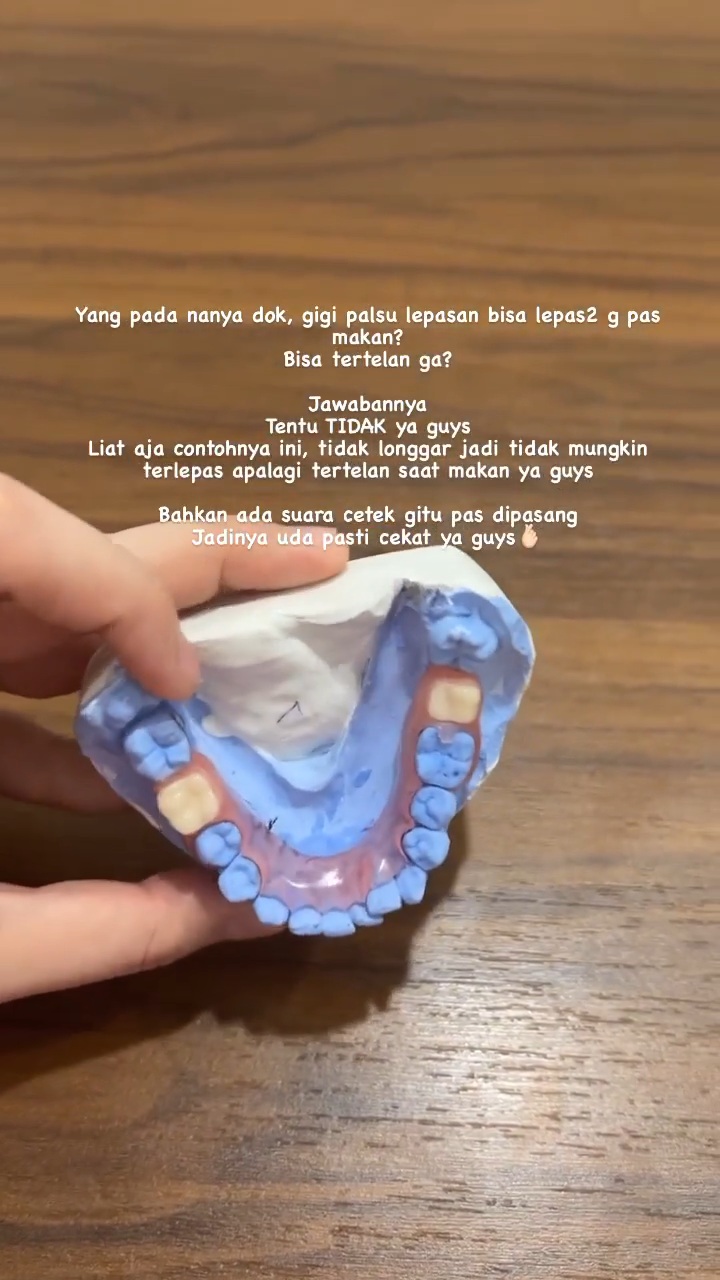 Yang pada nanya dok, gigi palsu lepasan bisa lepas2 g pas
makan?
Bisa tertelan ga?
Jawabannya
Tentu TIDAK ya guys
Liat aja contohnya ini, tidak longgar jadi tidak mungkin
terlepas apalagi tertelan saat makan ya guys
Bahkan ada suara cetek gitu pas dipasang
Jadinya uda pasti cekat ya guys🫰🏻